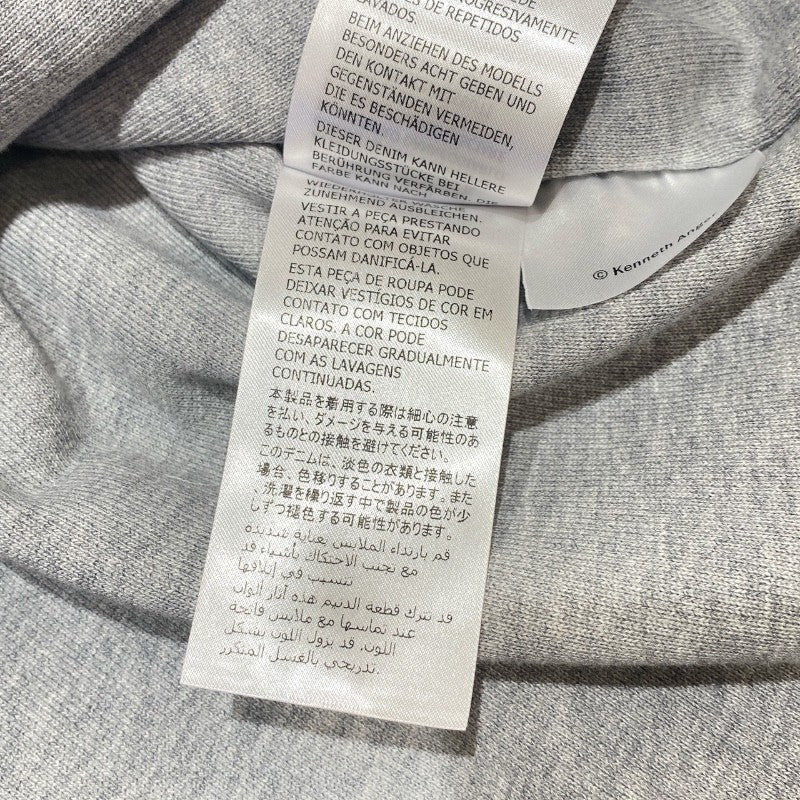 PROGRESIVAMENTE
ÉS DE REPETIDOS
LAVADOS.
BEIM ANZIEHEN DES MODELLS
BESONDERS ACHT GEBEN UND
DEN KONTAKT MIT
GEGENSTÄNDEN VERMEIDEN,
DIE ES BESCHÄDIGEN
KÖNNTEN.
DIESER DENIM KANN HELLERE
KLEIDUNGSSTÜCKE BEI
BERÜHRUNG VERFÄRBEN. DIE
FARBE KANN NACH
ZUNEHMEND AUSBLEICHEN.
VESTIR A PEÇA PRESTANDO
ATENÇÃO PARA EVITAR
CONTATO COM OBJETOS QUE
POSSAM DANIFICÁ-LA.
ESTA PEÇA DE ROUPA PODE
DEIXAR VESTÍGIOS DE COR EM
CONTATO COM TECIDOS
CLAROS. A COR PODE
DESAPARECER GRADUALMENTE
COM AS LAVAGENS
CONTINUADAS.
本製品を着用する際は細心の注意
を払い、ダメージを与える可能性のあ
るものとの接触を避けてください。
このデニムは、淡色の衣類と接触した
場合、色移りすることがあります。また
、洗濯を繰り返す中で製品の色が少
しずつ褪色する可能性があります。
قم بارتداء الملابس بعناية شديدة
مع تجنب الاحتكاك بأشياء قد
تتسبب في إتلافها
قد تترك قطعة الدنيم هذه آثار ألوان
عند تماسها مع ملابس فاتحة
اللون. قد يزول اللون بشكل
تدريجي بالغسل المتكرر.
© Kenneth Anger